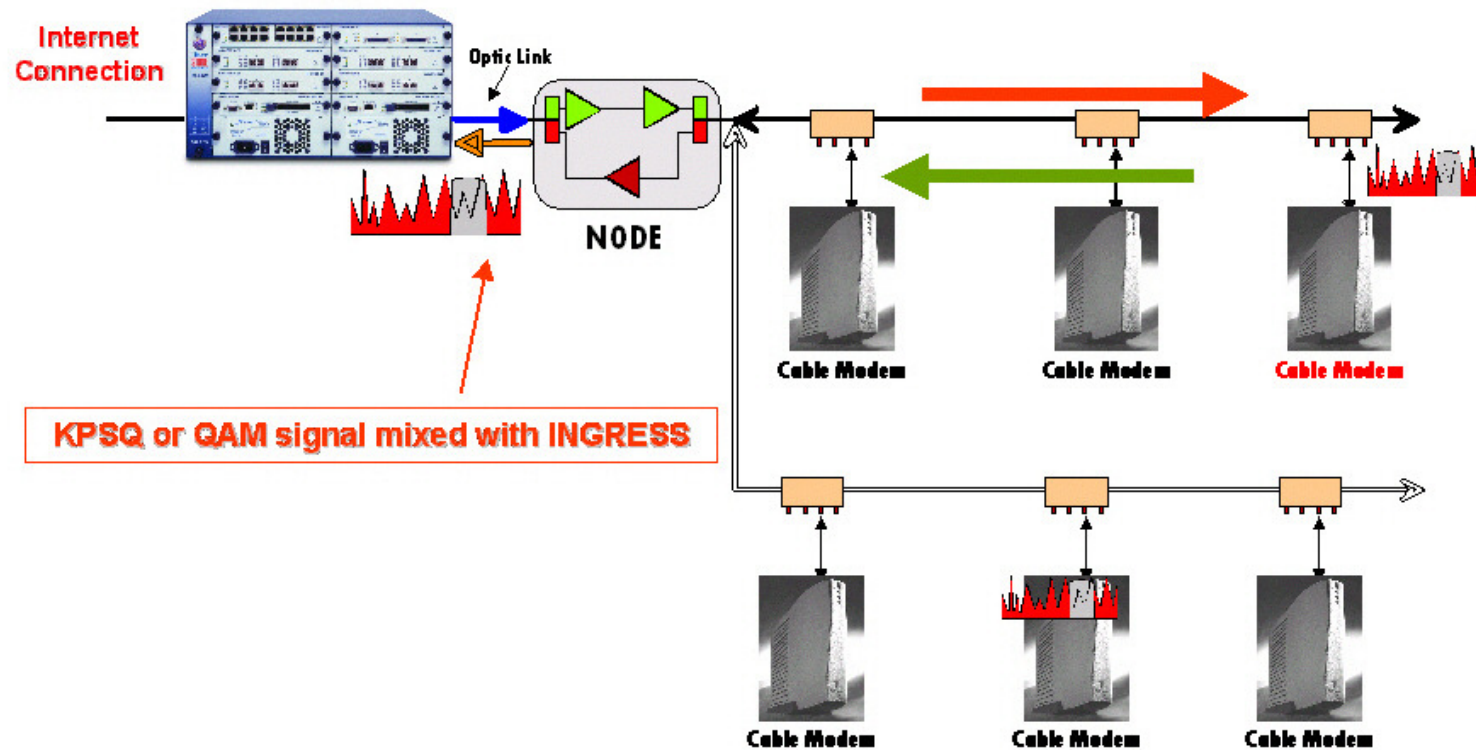 Internet
Connection
Optic Link
NODE
Cable Modem
Cable Modem
Cable Modem
KPSQ or QAM signal mixed with INGRESS
Cable Modem
Cable Modem
Cable Modem